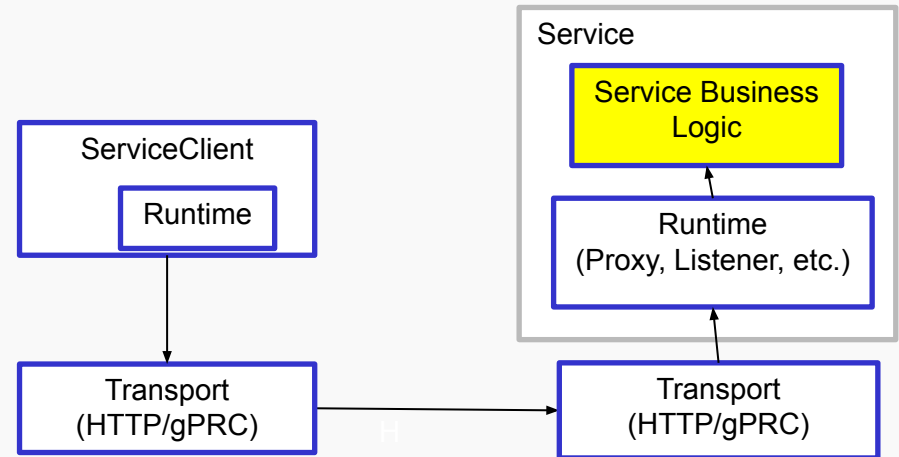 Service
Service Business
Logic
ServiceClient
Runtime
Runtime
(Proxy, Listener, etc.)
Transport
(HTTP/gPRC)
Transport
(HTTP/gPRC)
H